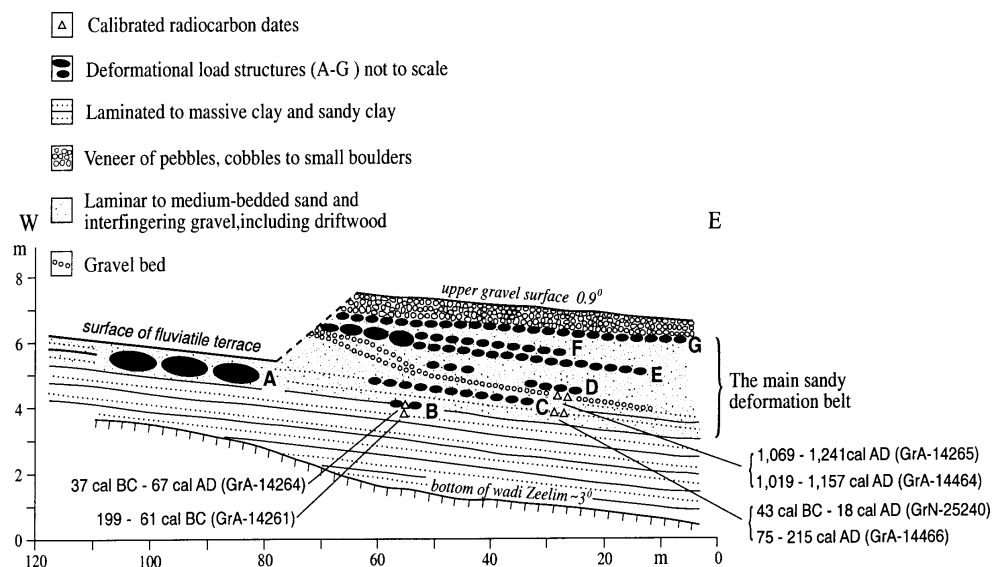 Calibrated radiocarbon dates
Deformational load structures (A-G ) not to scale
Laminated to massive clay and sandy clay
Veneer of pebbles, cobbles to small boulders
Laminar to medium-bedded sand and
interfingering gravel,including driftwood
Gravel bed
W
E
m
8
6
4
2
0
upper gravel surface 0.9⁰
surface of fluviatile terrace
A
B
C
D
E
F
G
The main sandy
deformation belt
bottom of wadi Zeelim ~3⁰
37 cal BC - 67 cal AD (GrA-14264)
199 - 61 cal BC (GrA-14261)
1,069 - 1,241cal AD (GrA-14265)
1,019 - 1,157 cal AD (GrA-14464)
43 cal BC - 18 cal AD (GrN-25240)
75 - 215 cal AD (GrA-14466)
120 100 80 60 40 20 m 0